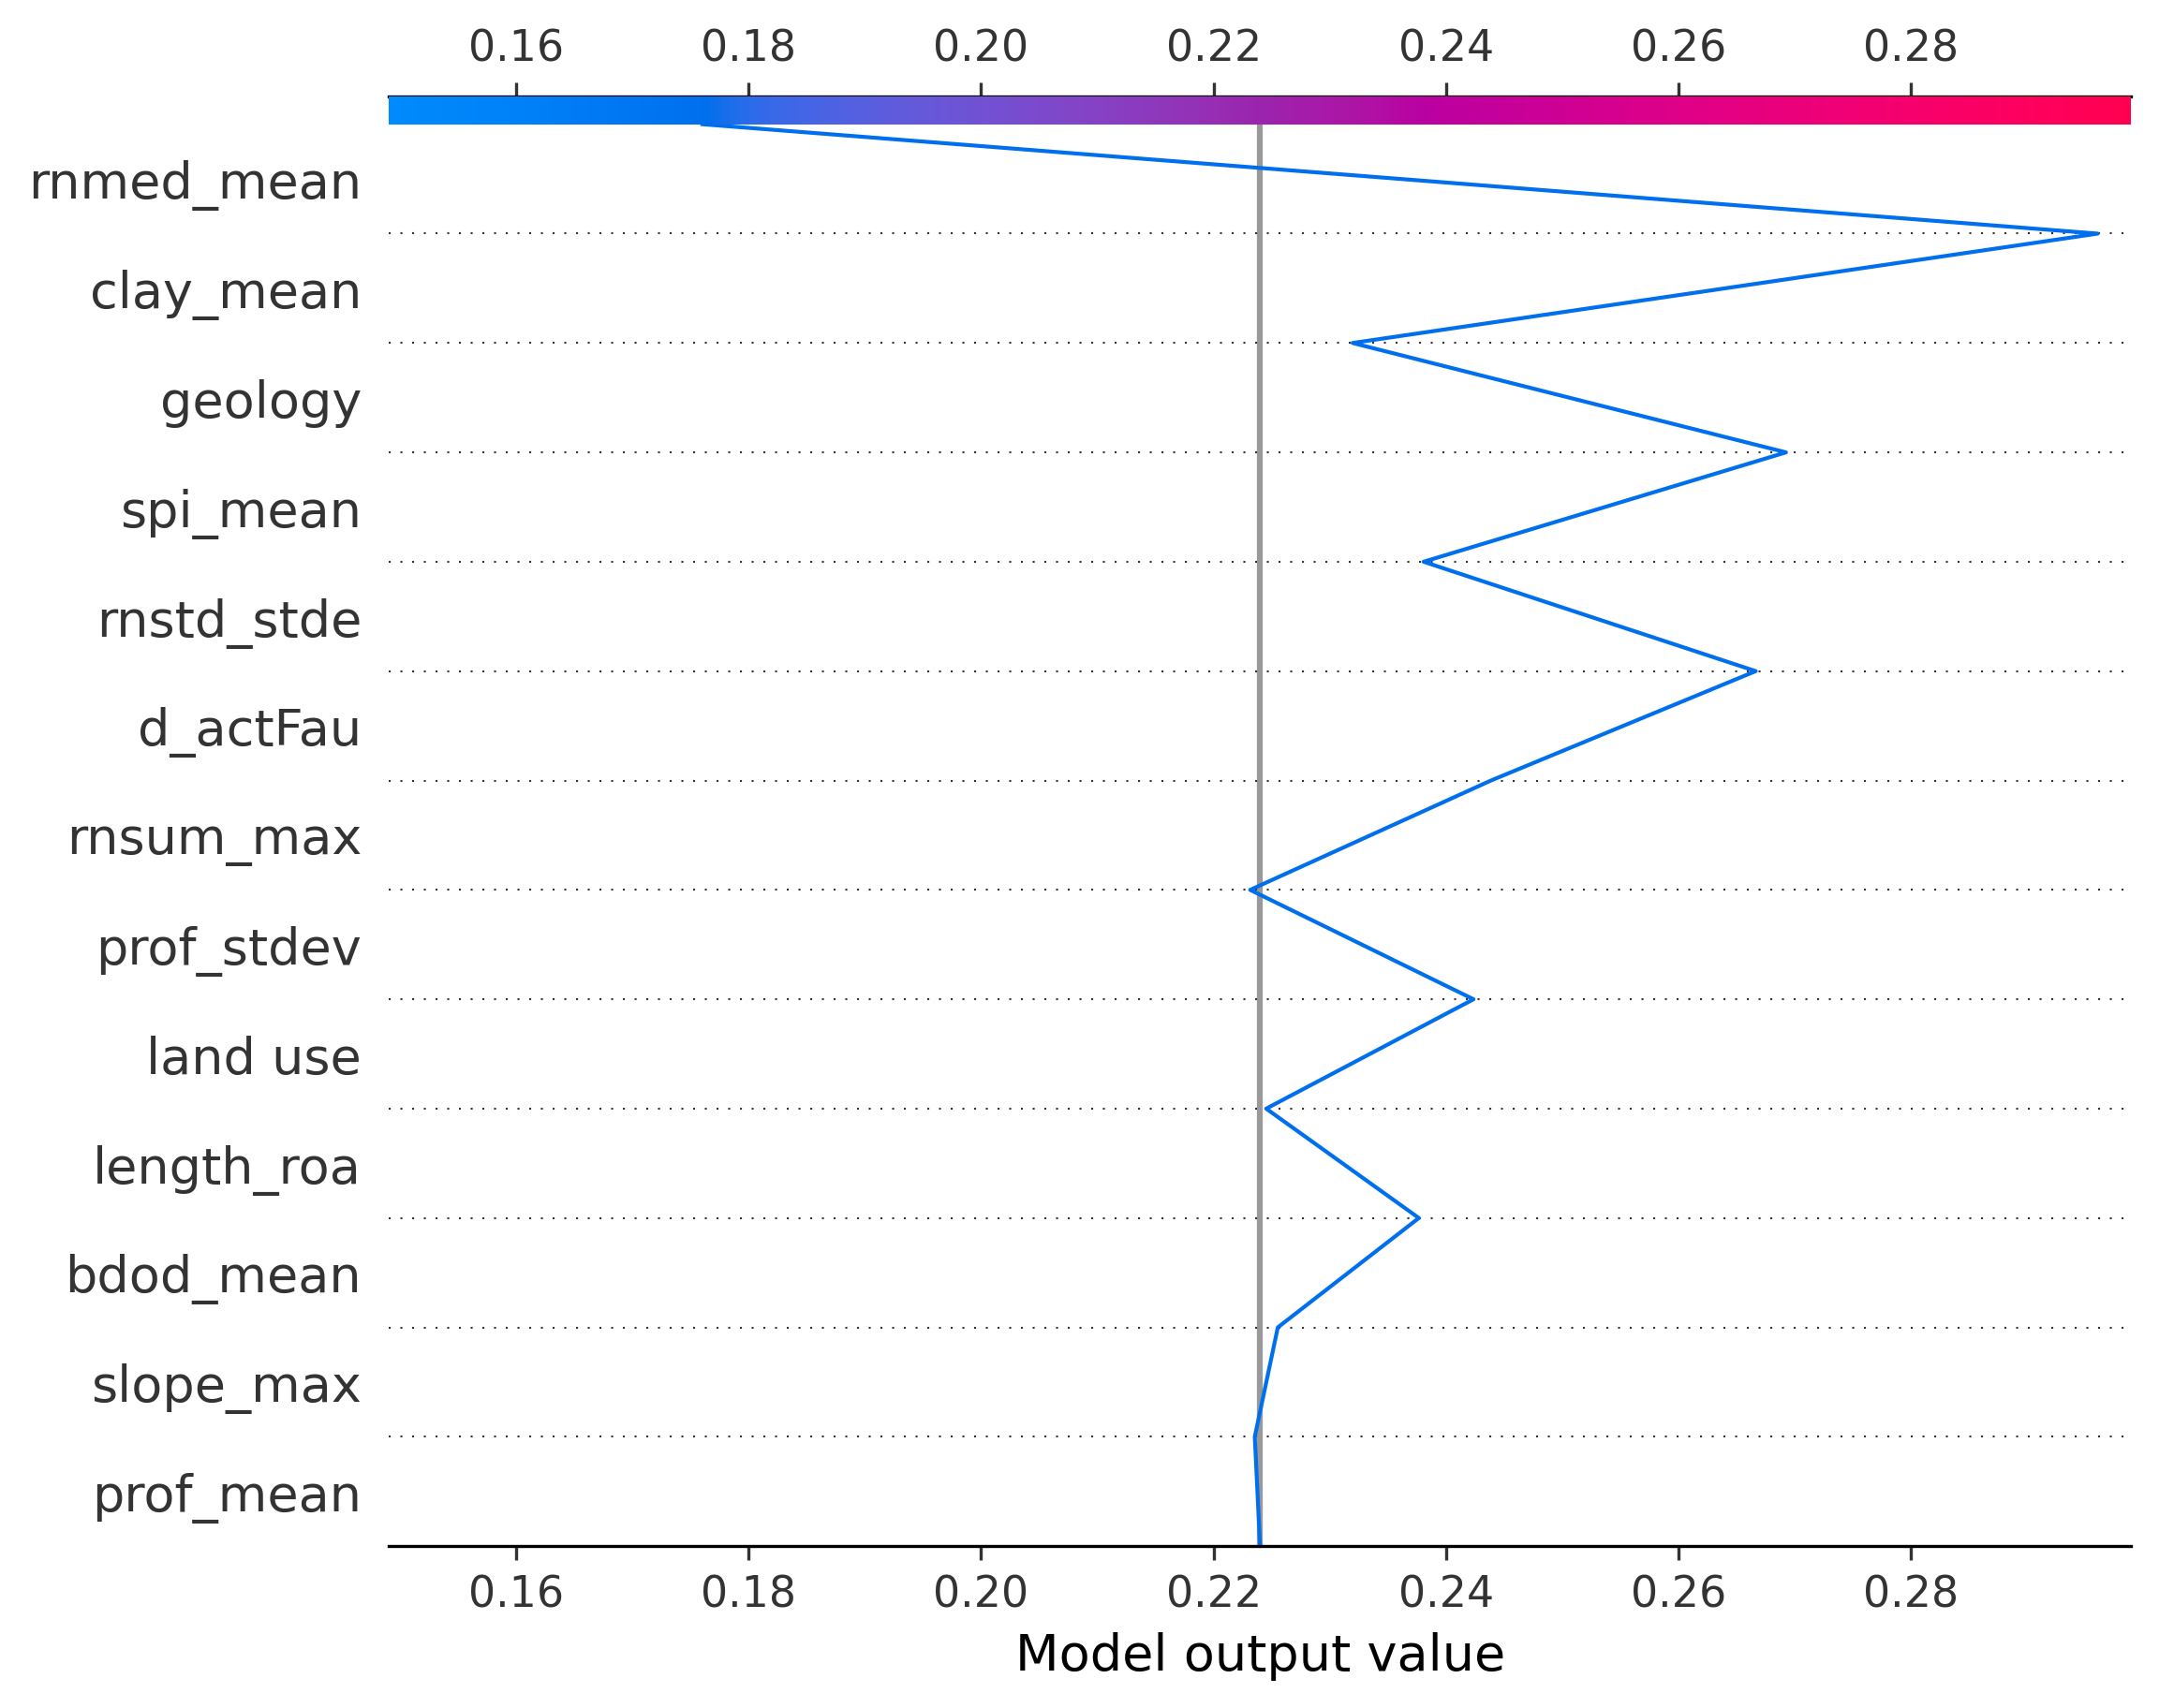 0.16 0.18 0.20 0.22 0.24 0.26 0.28
rnmed_mean
clay_mean
geology
spi_mean
rnstd_stde
d_actFau
rnsum_max
prof_stdev
land use
length_roa
bdod_mean
slope_max
prof_mean
0.16 0.18 0.20 0.22 0.24 0.26 0.28
Model output value